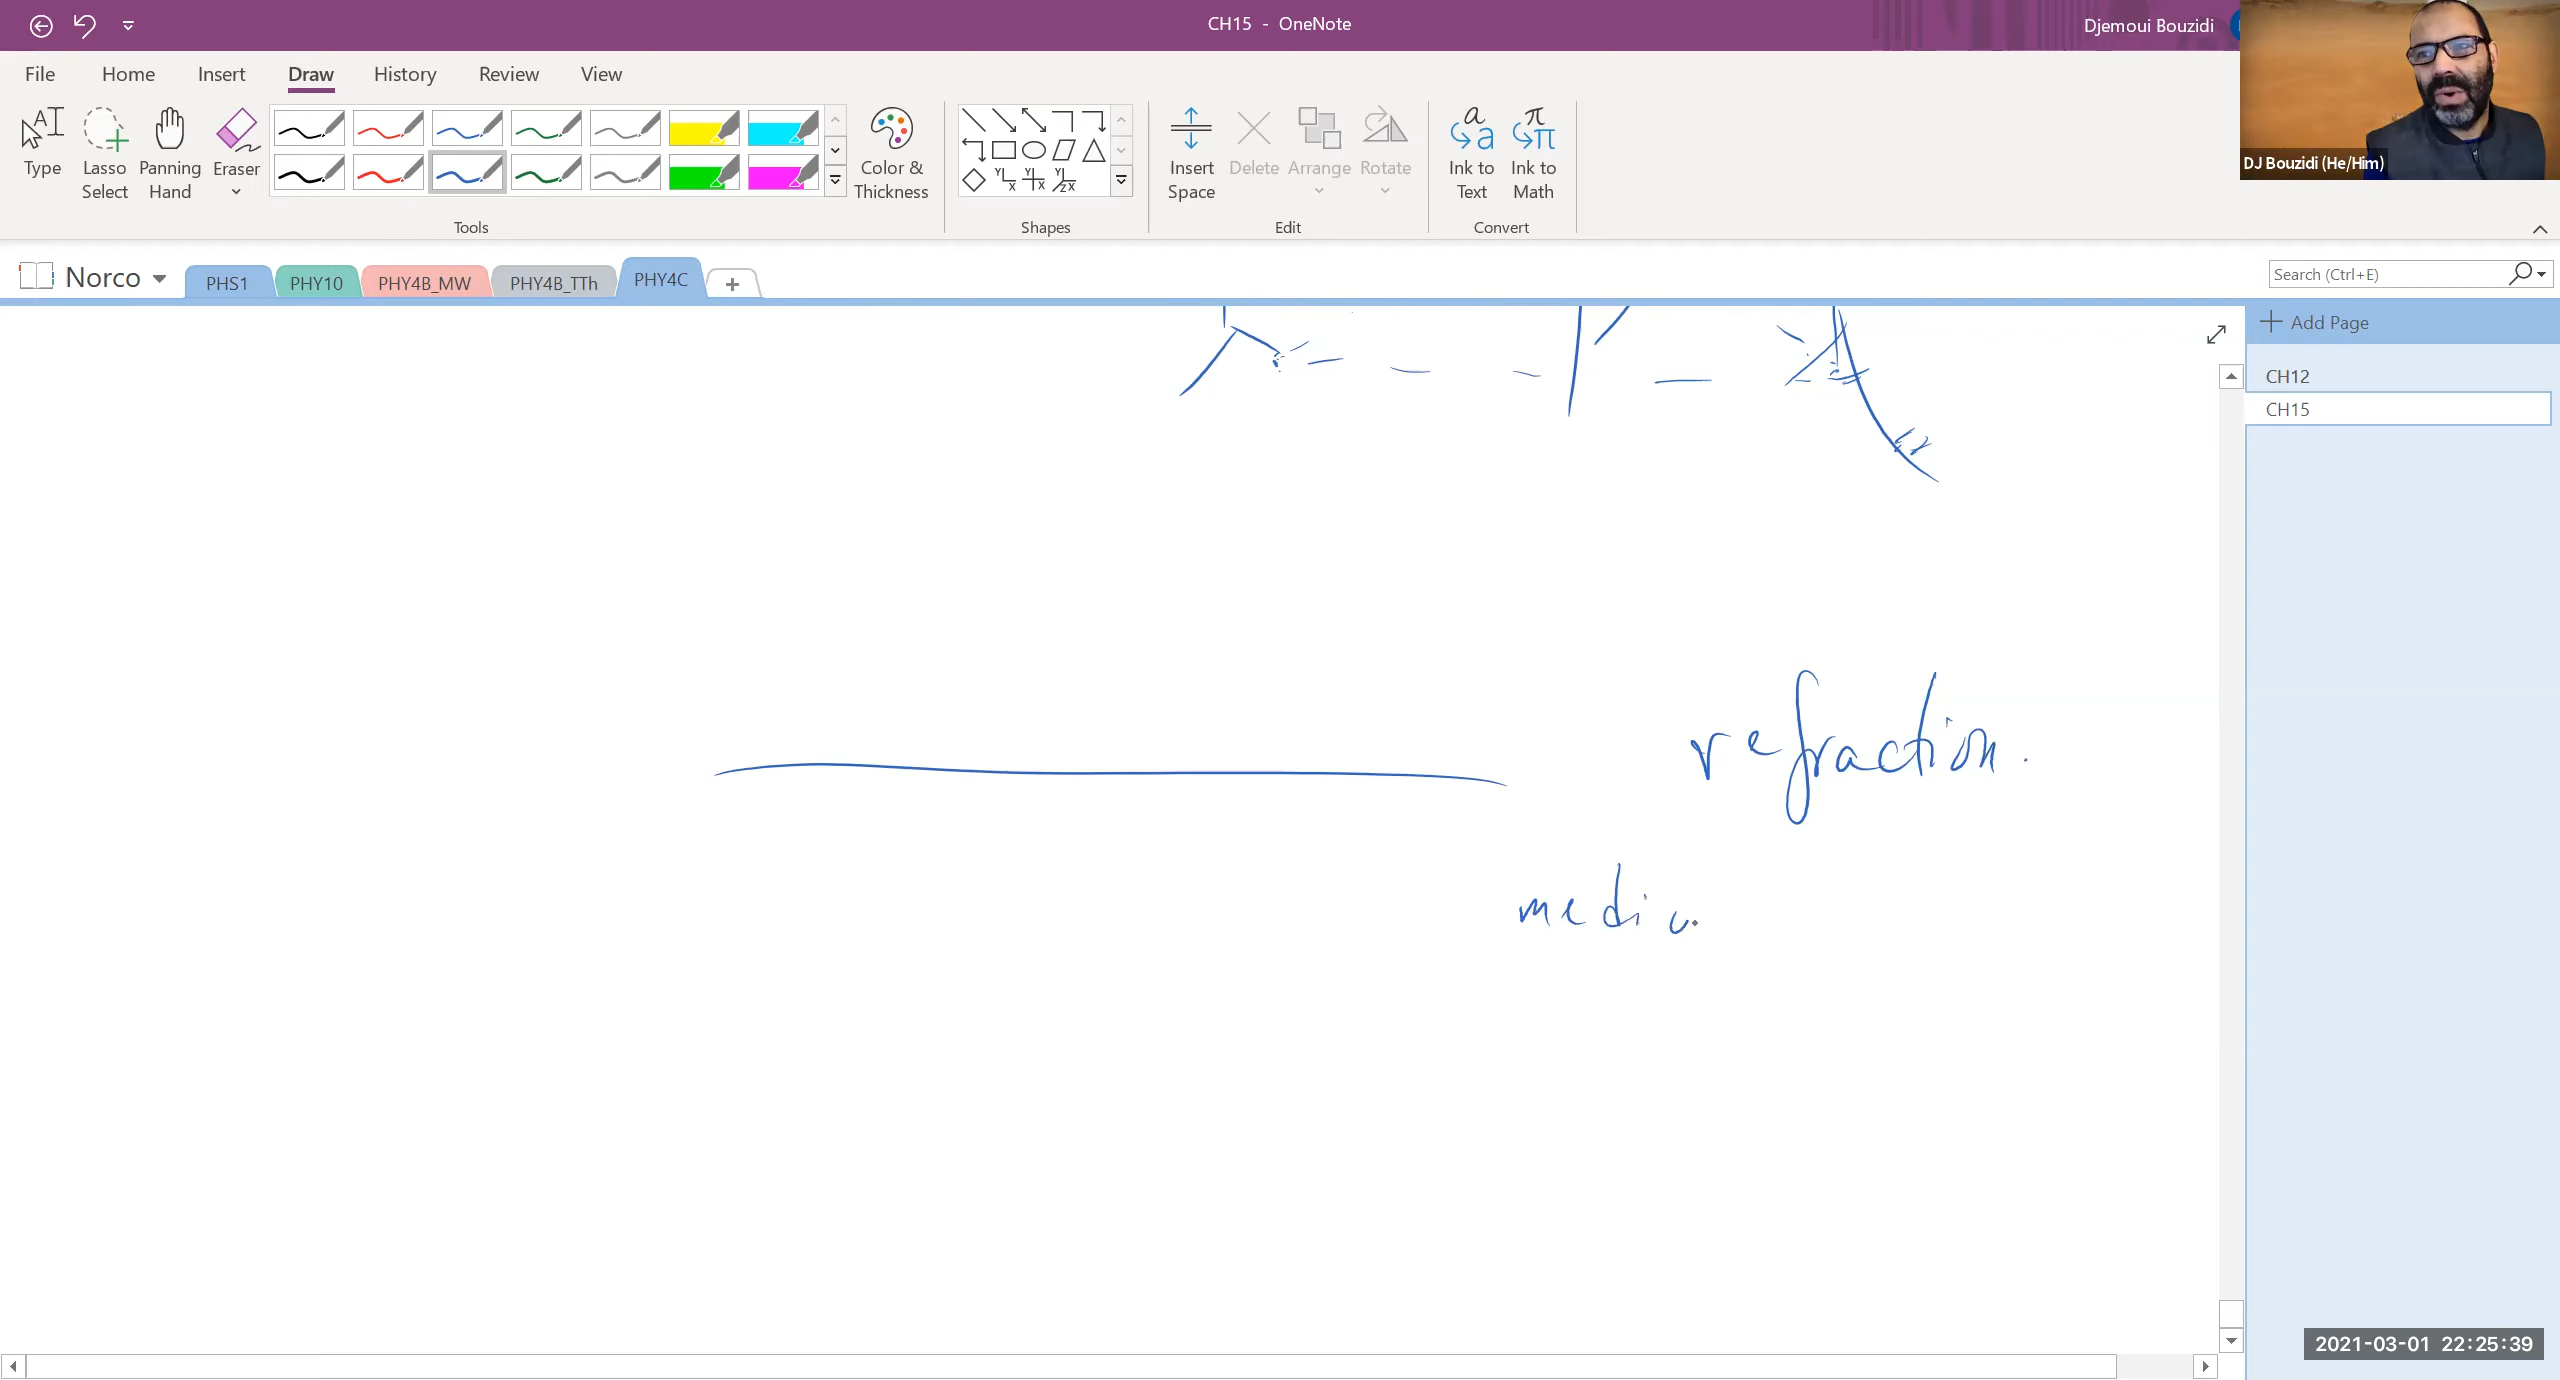 CH15 - OneNote
Djemoui Bouzidi
File Home Insert Draw History Review View
Type
Lasso Select
Panning Hand
Eraser
Color & Thickness
Insert Space
Delete
Arrange
Rotate
Ink to Text
Ink to Math
Tools
Shapes
Edit
Convert
DJ Bouzidi (He/Him)
Norco
PHS1
PHY10
PHY4B_MW
PHY4B_TTh
PHY4C
Search (Ctrl+E)
Add Page
CH12
CH15
refraction.
mediu
2021-03-01 22:25:39